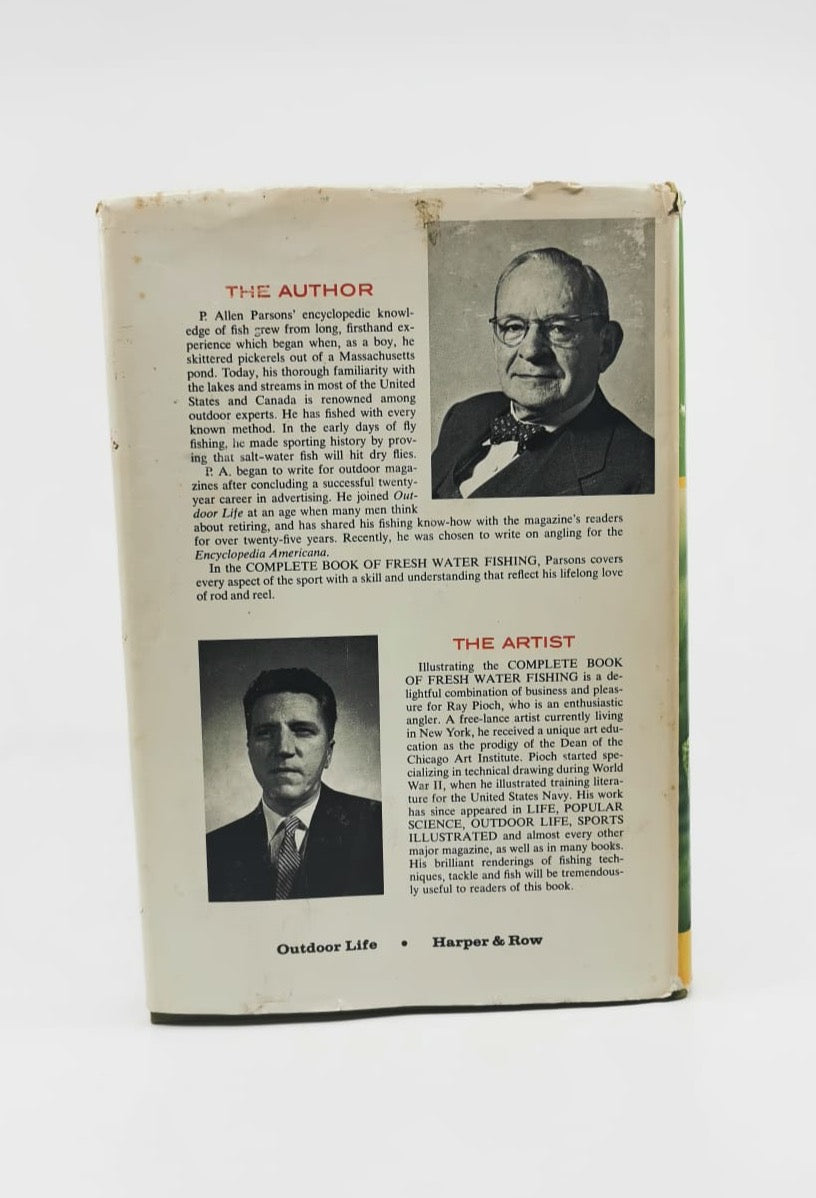 THE AUTHOR
P. Allen Parsons' encyclopedic knowl-
edge of fish grew from long, firsthand ex-
perience which began when, as a boy, he
skittered pickerels out of a Massachusetts
pond. Today, his thorough familiarity with
the lakes and streams in most of the United
States and Canada is renowned among
outdoor experts. He has fished with every
known method. In the early days of fly
fishing, he made sporting history by prov-
ing that salt-water fish will hit dry flies.
P. A. began to write for outdoor maga-
zines after concluding a successful twenty-
year career in advertising. He joined Out-
door Life at an age when many men think
about retiring, and has shared his fishing know-how with the magazine's readers
for over twenty-five years. Recently, he was chosen to write on angling for the
Encyclopedia Americana.
In the COMPLETE BOOK OF FRESH WATER FISHING, Parsons covers
every aspect of the sport with a skill and understanding that reflect his lifelong love
of rod and reel.
THE ARTIST
Illustrating the COMPLETE BOOK
OF FRESH WATER FISHING is a de-
lightful combination of business and pleas-
ure for Ray Pioch, who is an enthusiastic
angler. A free-lance artist currently living
in New York, he received a unique art edu-
cation as the prodigy of the Dean of the
Chicago Art Institute. Pioch started spe-
cializing in technical drawing during World
War II, when he illustrated training litera-
ture for the United States Navy. His work
has since appeared in LIFE, POPULAR
SCIENCE, OUTDOOR LIFE, SPORTS
ILLUSTRATED and almost every other
major magazine, as well as in many books.
His brilliant renderings of fishing tech-
niques, tackle and fish will be tremendous-
ly useful to readers of this book.
Outdoor Life • Harper & Row